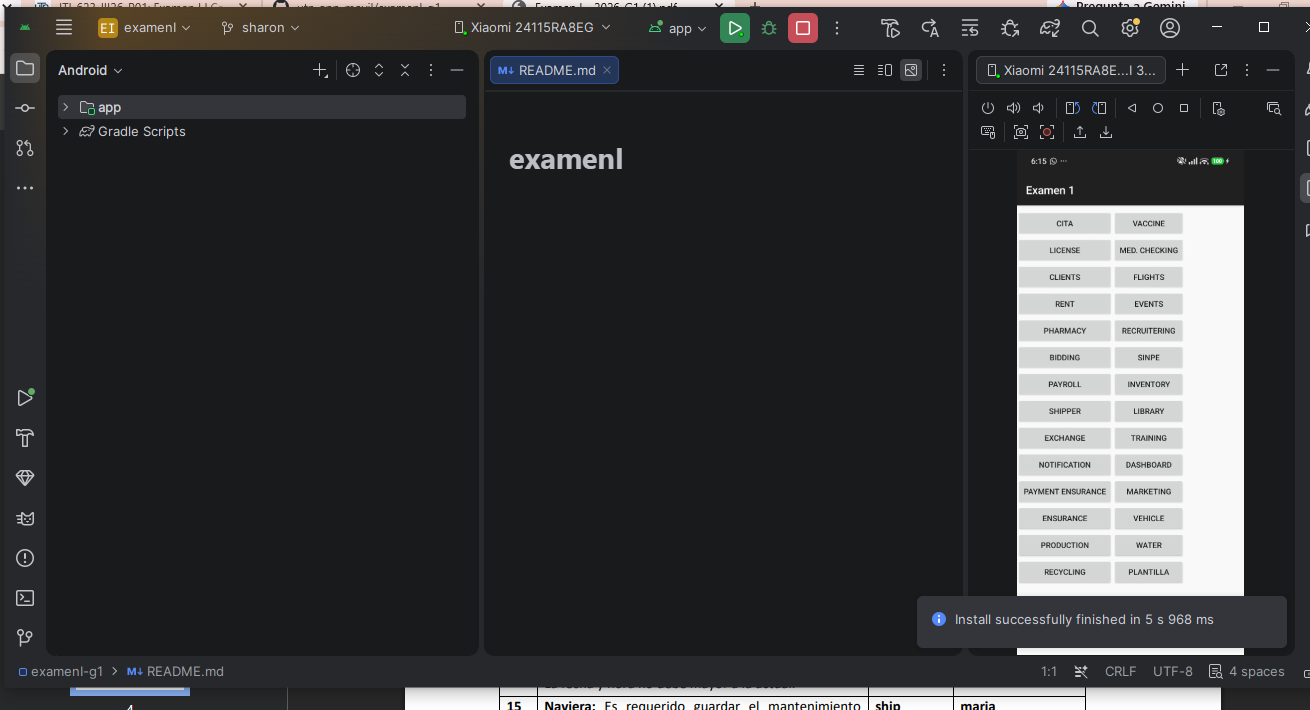 EI examenI
sharon
Xiaomi 24115RA8EG
app
Android
app
Gradle Scripts
M↓ README.md
examenI
Xiaomi 24115RA8E...I 3...
6:15
100
Examen 1
CITA VACCINE
LICENSE MED. CHECKING
CLIENTS FLIGHTS
RENT EVENTS
PHARMACY RECRUITERING
BIDDING SINPE
PAYROLL INVENTORY
SHIPPER LIBRARY
EXCHANGE TRAINING
NOTIFICATION DASHBOARD
PAYMENT ENSURANCE MARKETING
ENSURANCE VEHICLE
PRODUCTION WATER
RECYCLING PLANTILLA
Install successfully finished in 5 s 968 ms
examenI-g1 > M↓ README.md
1:1 CRLF UTF-8 4 spaces
15 Naviera: Es requerido guardar el mantenimiento ship maria